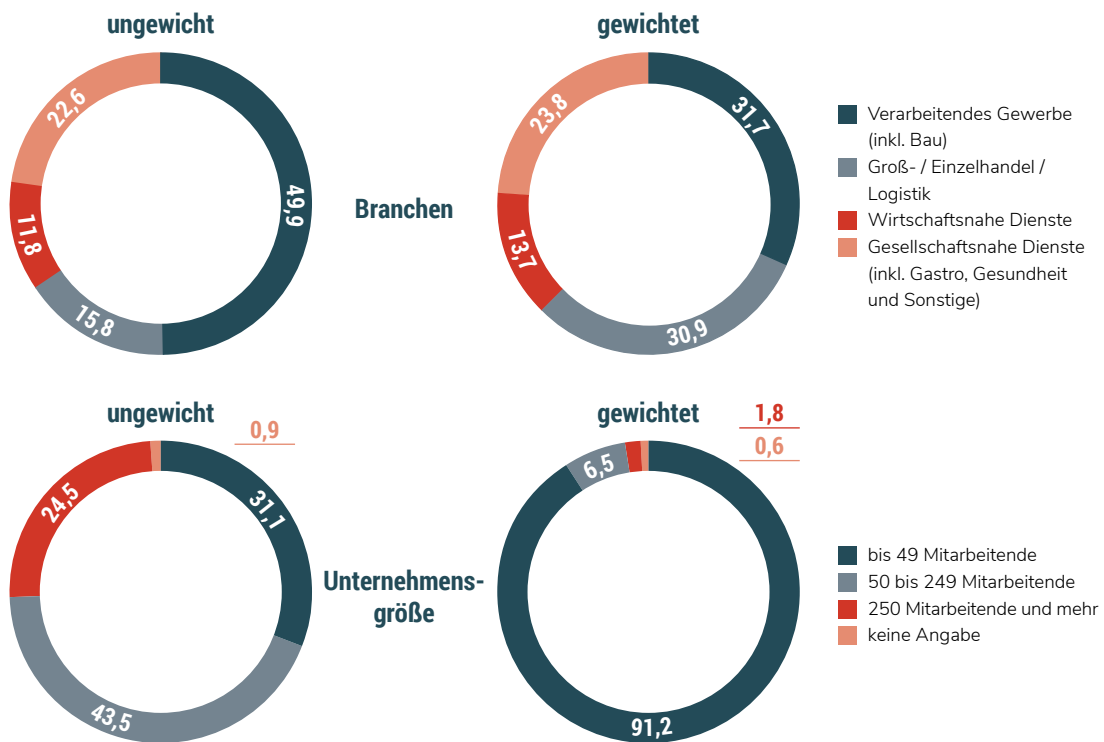 ungewicht
gewichtet
22,6
49,9
11,8
15,8
Branchen
23,8
31,7
13,7
30,9
Verarbeitendes Gewerbe
(inkl. Bau)
Groß- / Einzelhandel /
Logistik
Wirtschaftsnahe Dienste
Gesellschaftsnahe Dienste
(inkl. Gastro, Gesundheit
und Sonstige)
ungewicht
0,9
gewichtet
1,8
0,6
24,5
31,1
43,5
Unternehmens-
größe
6,5
91,2
bis 49 Mitarbeitende
50 bis 249 Mitarbeitende
250 Mitarbeitende und mehr
keine Angabe